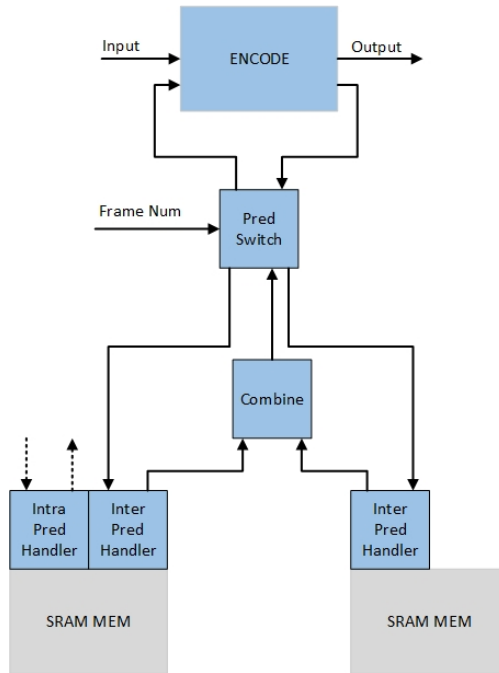 Input
ENCODE
Output
Frame Num
Pred
Switch
Combine
Intra
Pred
Handler
Inter
Pred
Handler
Inter
Pred
Handler
SRAM MEM
SRAM MEM